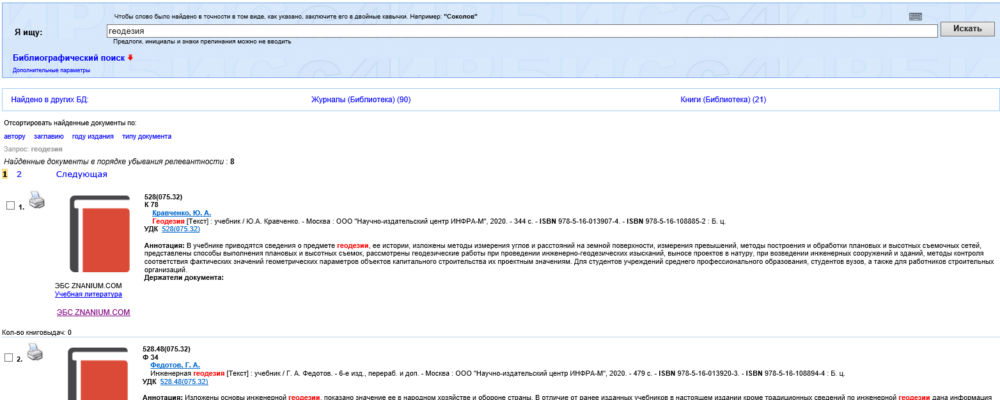 Чтобы слово было найдено в точности в том виде, как указано, заключите его в двойные кавычки. Например: "Соколов"
Я ищу:
геодезия
Искать
Предлоги, инициалы и знаки препинания можно не вводить
Библиографический поиск
Дополнительные параметры
Найдено в других БД:
Журналы (Библиотека) (90)
Книги (Библиотека) (21)
Отсортировать найденные документы по:
автору заглавию году издания типу документа
Запрос: геодезия
Найденные документы в порядке убывания релевантности : 8
1 2 Следующая
1.
528(075.32)
К 78
Кравченко, Ю. А.
Геодезия [Текст] : учебник / Ю.А. Кравченко. - Москва : ООО "Научно-издательский центр ИНФРА-М", 2020. - 344 с. - ISBN 978-5-16-013907-4. - ISBN 978-5-16-108885-2 : Б. ц.
УДК 528(075.32)
Аннотация: В учебнике приводятся сведения о предмете геодезии, ее истории, изложены методы измерения углов и расстояний на земной поверхности, измерения превышений, методы построения и обработки плановых и высотных съемочных сетей,
представлены способы выполнения плановых и высотных съемок, рассмотрены геодезические работы при проведении инженерно-геодезических изысканий, выносе проектов в натуру, при возведении инженерных сооружений и зданий, методы контроля
соответствия фактических значений геометрических параметров объектов капитального строительства их проектным значениям. Для студентов учреждений среднего профессионального образования, студентов вузов, а также для работников строительных
организаций.
Держатели документа:
ЭБС ZNANIUM.COM
Учебная литература
ЭБС ZNANIUM.COM
Кол-во книговыдач: 0
2.
528.48(075.32)
Ф 34
Федотов, Г. А.
Инженерная геодезия [Текст] : учебник / Г. А. Федотов. - 6-е изд., перераб. и доп. - Москва : ООО "Научно-издательский центр ИНФРА-М", 2020. - 479 с. - ISBN 978-5-16-013920-3. - ISBN 978-5-16-108894-4 : Б. ц.
УДК 528.48(075.32)
Аннотация: Изложены основы инженерной геодезии, показано значение ее в народном хозяйстве и обороне страны. В отличие от ранее изданных учебников в настоящем издании кроме традиционных сведений по инженерной геодезии дана информация